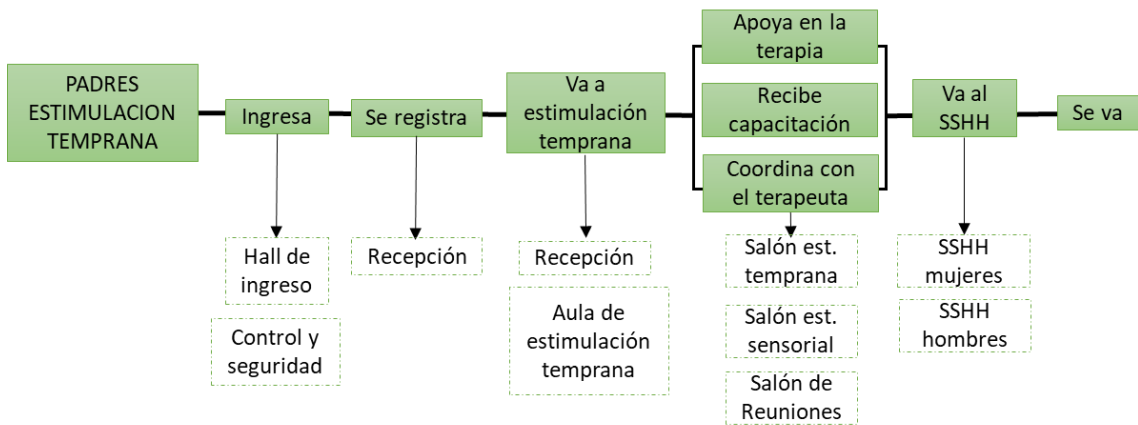 PADRES
ESTIMULACION
TEMPRANA
Ingresa
Se registra
Va a
estimulación
temprana
Apoya en la
terapia
Recibe
capacitación
Coordina con
el terapeuta
Va al
SSHH
Se va
Hall de
ingreso
Control y
seguridad
Recepción
Recepción
Aula de
estimulación
temprana
Salón est.
temprana
Salón est.
sensorial
Salón de
Reuniones
SSHH
mujeres
SSHH
hombres